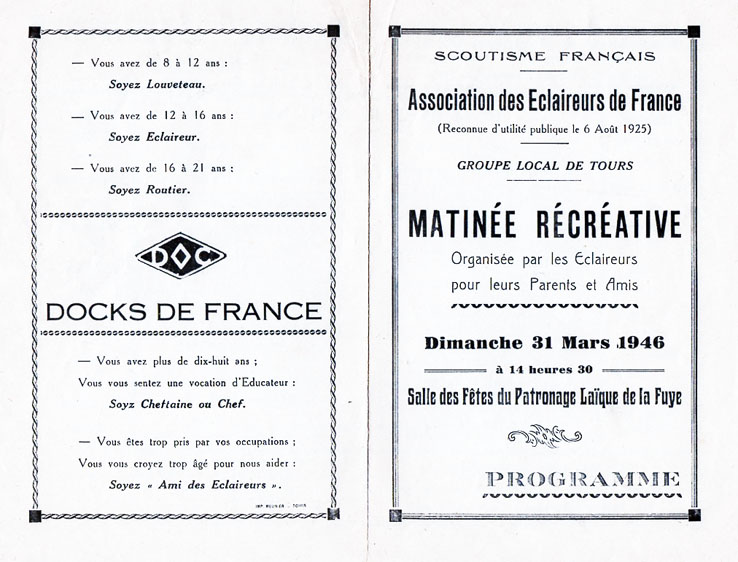 — Vous avez de 8 à 12 ans :
Soyez Louveteau.
— Vous avez de 12 à 16 ans :
Soyez Eclaireur.
— Vous avez de 16 à 21 ans :
Soyez Routier.
DOC
DOCKS DE FRANCE
— Vous avez plus de dix-huit ans ;
Vous vous sentez une vocation d'Educateur :
Soyz Cheftaine ou Chef.
— Vous êtes trop pris par vos occupations ;
Vous vous croyez trop âgé pour nous aider :
Soyez « Ami des Eclaireurs ».
IMP. - TOURS
SCOUTISME FRANÇAIS
Association des Eclaireurs de France
(Reconnue d'utilité publique le 6 Août 1925)
GROUPE LOCAL DE TOURS
MATINÉE RÉCRÉATIVE
Organisée par les Eclaireurs
pour leurs Parents et Amis
Dimanche 31 Mars 1946
à 14 heures 30
Salle des Fêtes du Patronage Laïque de la Fuye
PROGRAMME